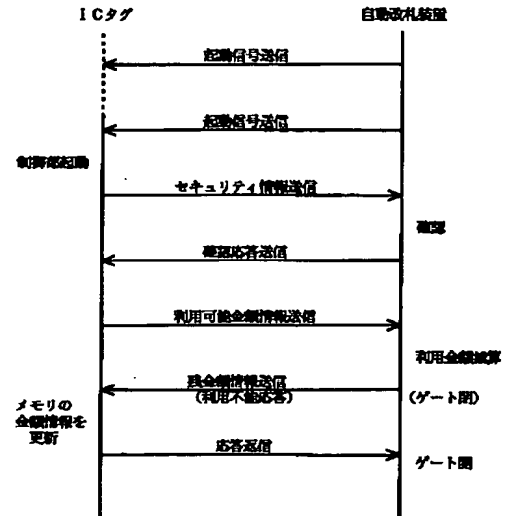 ICタグ
自動改札装置
起動信号送信
起動信号送信
制御部起動
セキュリティ情報送信
確認
確認応答送信
利用可能金額情報送信
利用金額減算
残金額情報送信
(利用不能応答)
(ゲート閉)
メモリの
金額情報を
更新
応答返信
ゲート開